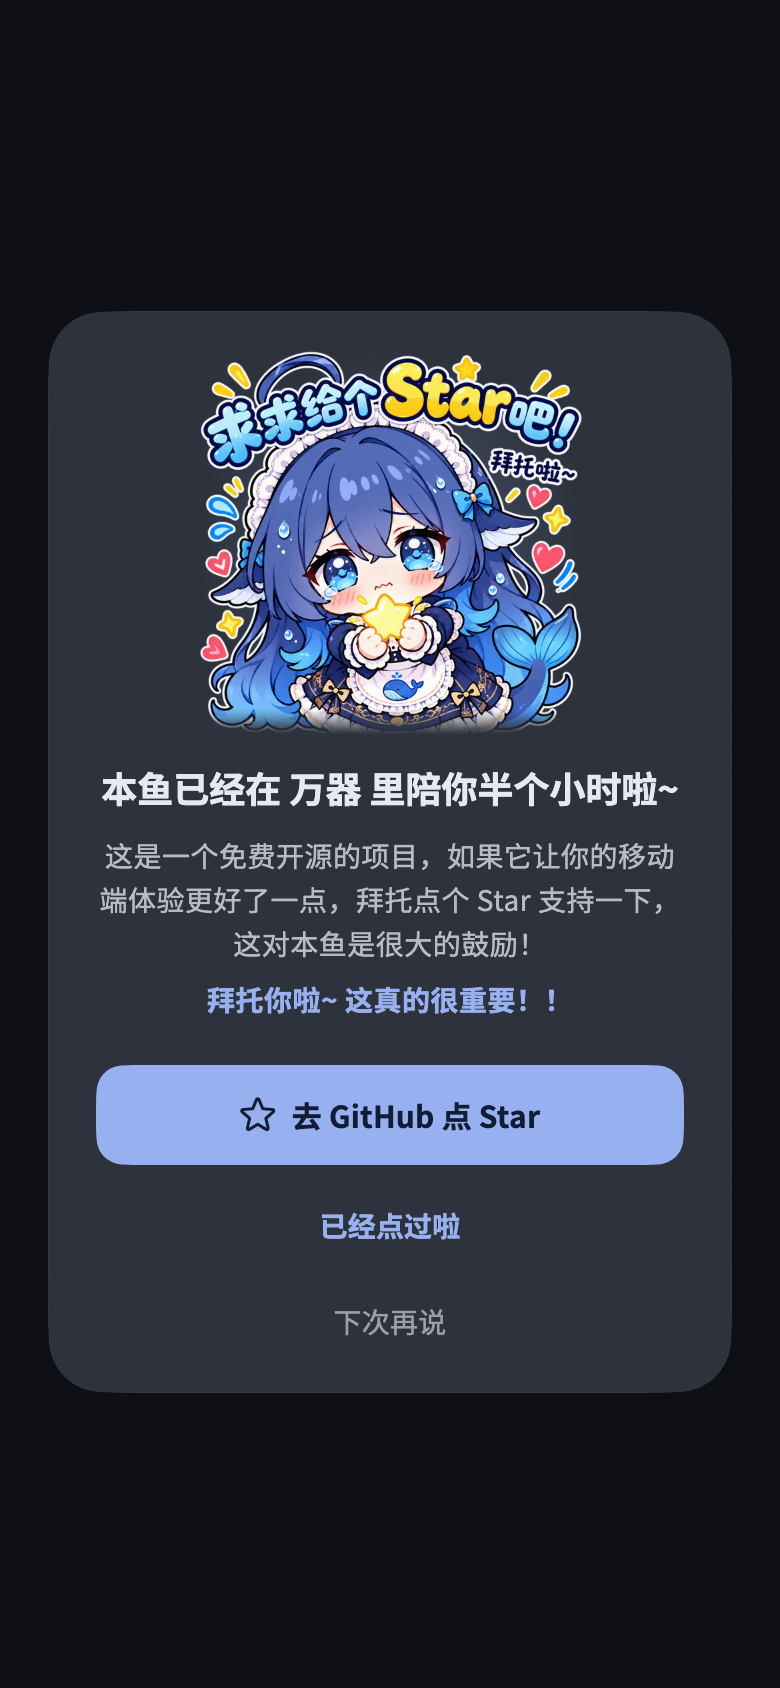 求求给个Star吧!
拜托啦~
本鱼已经在 万器 里陪你半个小时啦~
这是一个免费开源的项目，如果它让你的移动
端体验更好了一点，拜托点个 Star 支持一下，
这对本鱼是很大的鼓励！
拜托你啦~ 这真的很重要！！
去 GitHub 点 Star
已经点过啦
下次再说